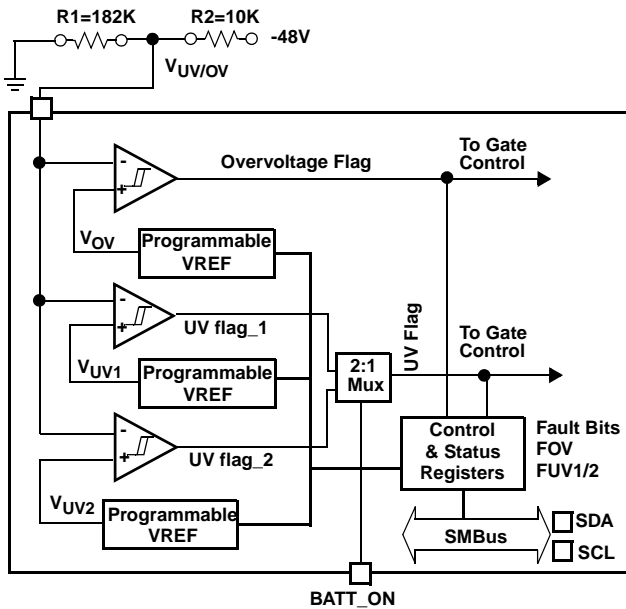 R1=182K
R2=10K
-48V
VUV/OV
-
+
Overvoltage Flag
To Gate
Control
VOV
Programmable
VREF
-
+
UV flag_1
UV Flag
To Gate
Control
VUV1
Programmable
VREF
2:1
Mux
-
+
UV flag_2
Control
& Status
Registers
Fault Bits
FOV
FUV1/2
VUV2
Programmable
VREF
SMBus
SDA
SCL
BATT_ON